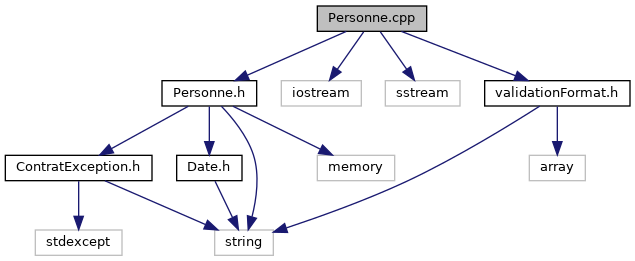 Personne.cpp
Personne.h
iostream
sstream
validationFormat.h
ContratException.h
Date.h
memory
array
stdexcept
string